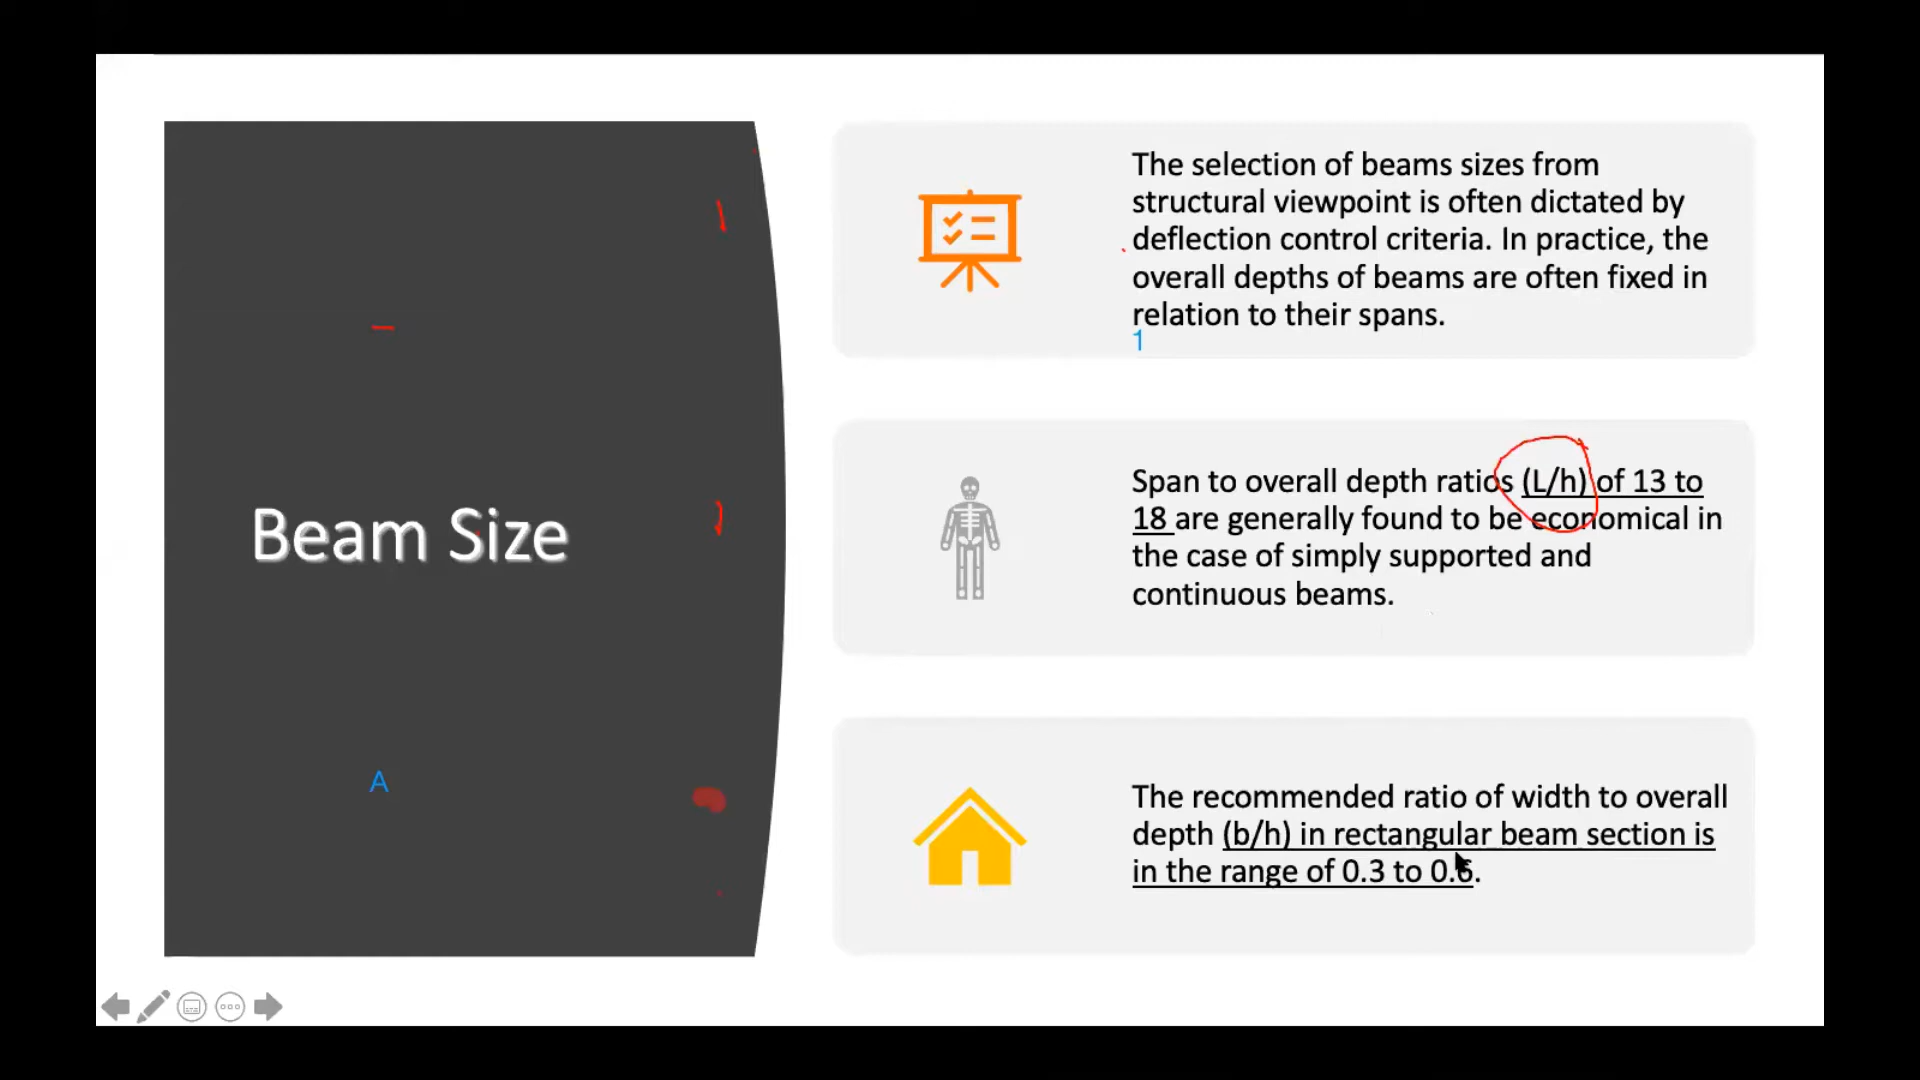 Beam Size
A
The selection of beams sizes from
structural viewpoint is often dictated by
deflection control criteria. In practice, the
overall depths of beams are often fixed in
relation to their spans.
1
Span to overall depth ratios (L/h) of 13 to
18 are generally found to be economical in
the case of simply supported and
continuous beams.
The recommended ratio of width to overall
depth (b/h) in rectangular beam section is
in the range of 0.3 to 0.6.